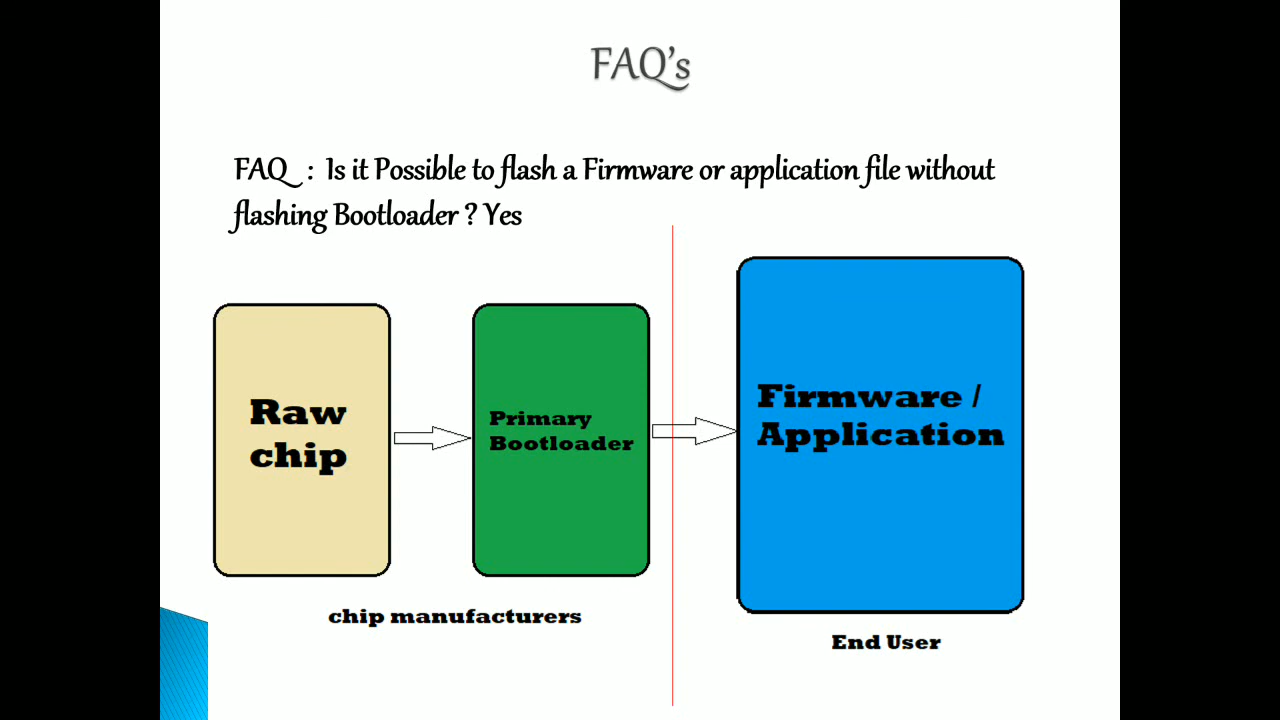 FAQ's
FAQ : Is it Possible to flash a Firmware or application file without
flashing Bootloader ? Yes
Raw
chip
Primary
Bootloader
Firmware /
Application
chip manufacturers
End User